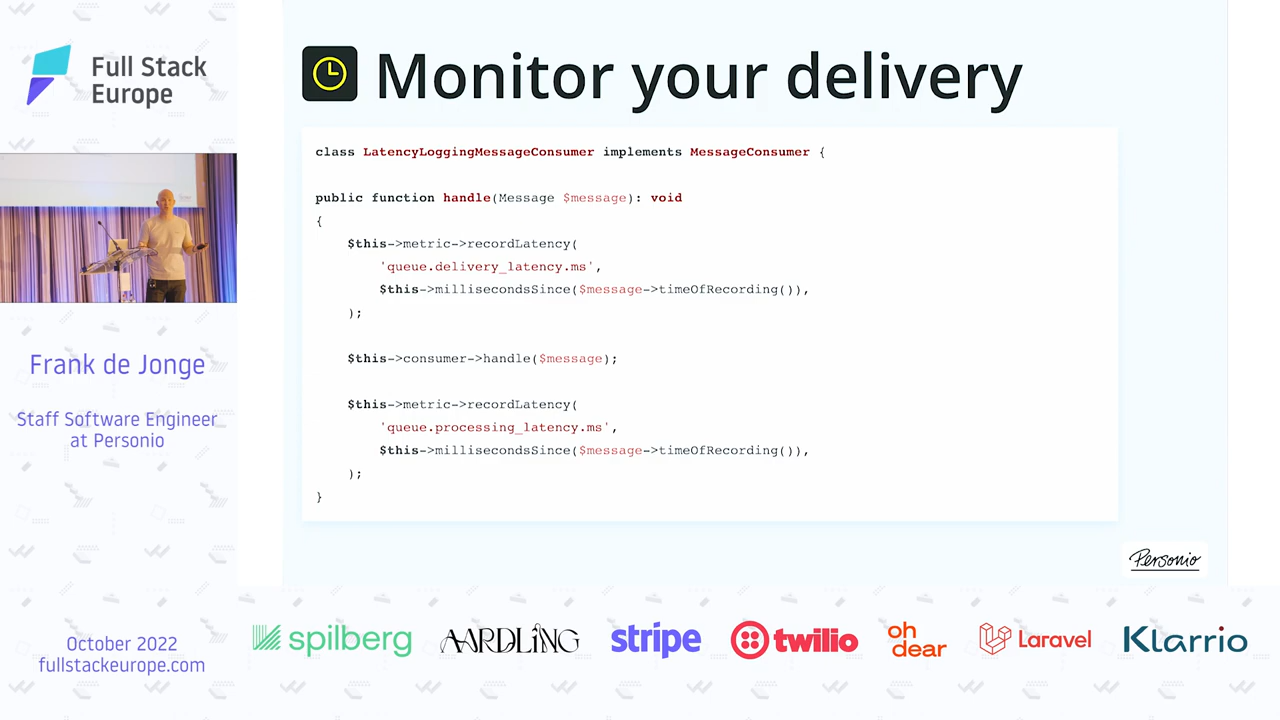 Full Stack
Europe
Monitor your delivery
class LatencyLoggingMessageConsumer implements MessageConsumer {
public function handle(Message $message): void
{
    $this->metric->recordLatency(
        'queue.delivery_latency.ms',
        $this->millisecondsSince($message->timeOfRecording()),
    );
    $this->consumer->handle($message);
    $this->metric->recordLatency(
        'queue.processing_latency.ms',
        $this->millisecondsSince($message->timeOfRecording()),
    );
}
Personio
Frank de Jonge
Staff Software Engineer
at Personio
October 2022
fullstackeurope.com
spilberg
AARDLING
stripe
twilio
oh
dear
Laravel
Klarrio